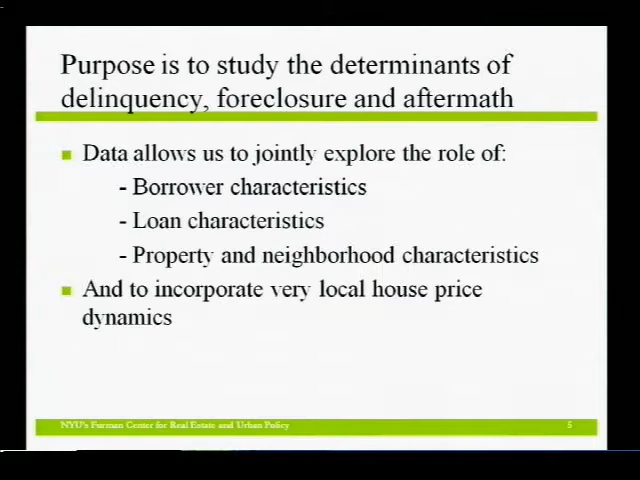 Purpose is to study the determinants of
delinquency, foreclosure and aftermath
Data allows us to jointly explore the role of:
- Borrower characteristics
- Loan characteristics
- Property and neighborhood characteristics
And to incorporate very local house price
dynamics
NYU's Furman Center for Real Estate and Urban Policy
5